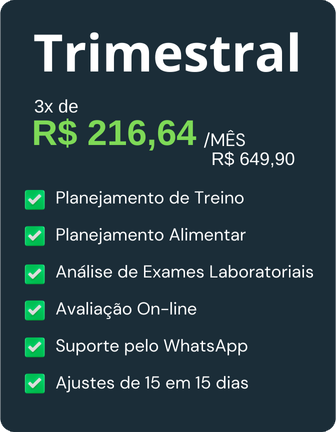 Trimestral
3x de
R$ 216,64 /MÊS
R$ 649,90
Planejamento de Treino
Planejamento Alimentar
Análise de Exames Laboratoriais
Avaliação On-line
Suporte pelo WhatsApp
Ajustes de 15 em 15 dias